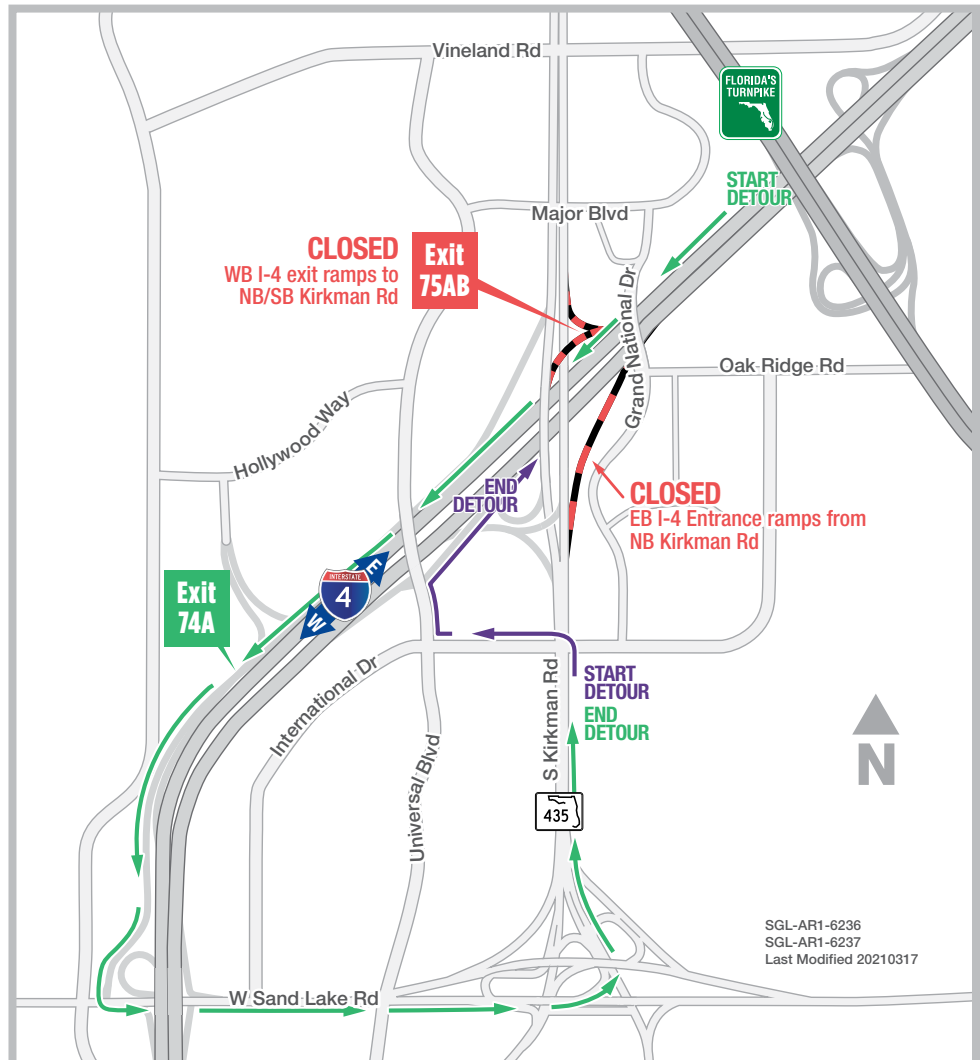 Vineland Rd
FLORIDA'S
TURNPIKE
START
DETOUR
Major Blvd
CLOSED
WB I-4 exit ramps to
NB/SB Kirkman Rd
Exit
75AB
Grand National Dr
Oak Ridge Rd
Hollywood Way
END
DETOUR
CLOSED
EB I-4 Entrance ramps from
NB Kirkman Rd
E
INTERSTATE
4
W
Exit
74A
International Dr
START
DETOUR
END
DETOUR
S Kirkman Rd
N
Universal Blvd
435
SGL-AR1-6236
SGL-AR1-6237
Last Modified 20210317
W Sand Lake Rd